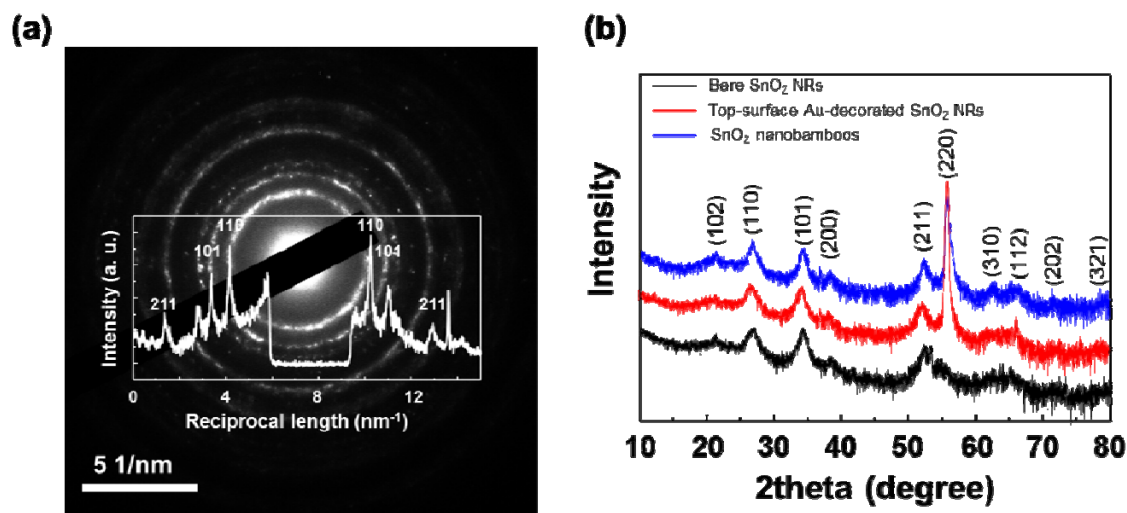 (a)
110
110
101
104
211
211
Intensity (a. u.)
0
4
8
12
Reciprocal length (nm-1)
5 1/nm
(b)
Bere SnO2 NRs
Top-surface Au-decorated SnO2 NRs
SnO2 nanobamboos
(102)
(110)
(101)
(200)
(211)
(220)
(310)
(112)
(202)
(321)
Intensity
10 20 30 40 50 60 70 80
2theta (degree)